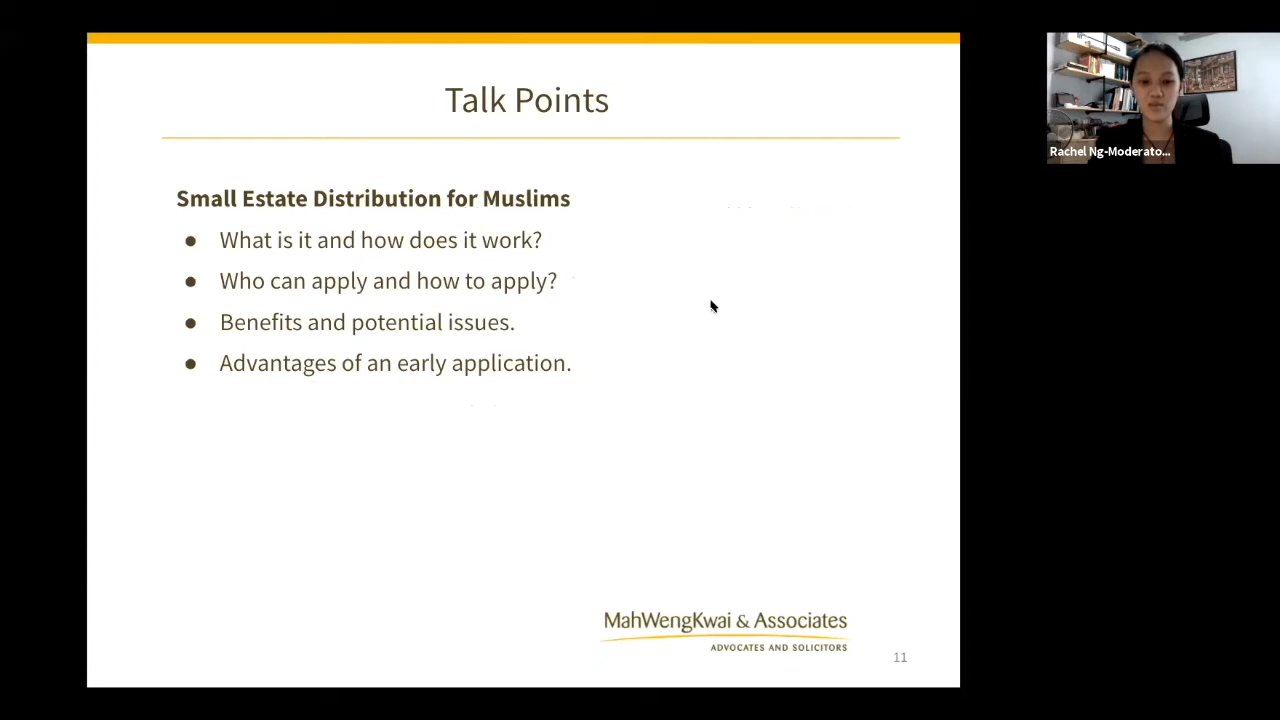 Talk Points
Small Estate Distribution for Muslims
● What is it and how does it work?
● Who can apply and how to apply?
● Benefits and potential issues.
● Advantages of an early application.
MahWengKwai & Associates
ADVOCATES AND SOLICITORS
11
Rachel Ng-Moderato...